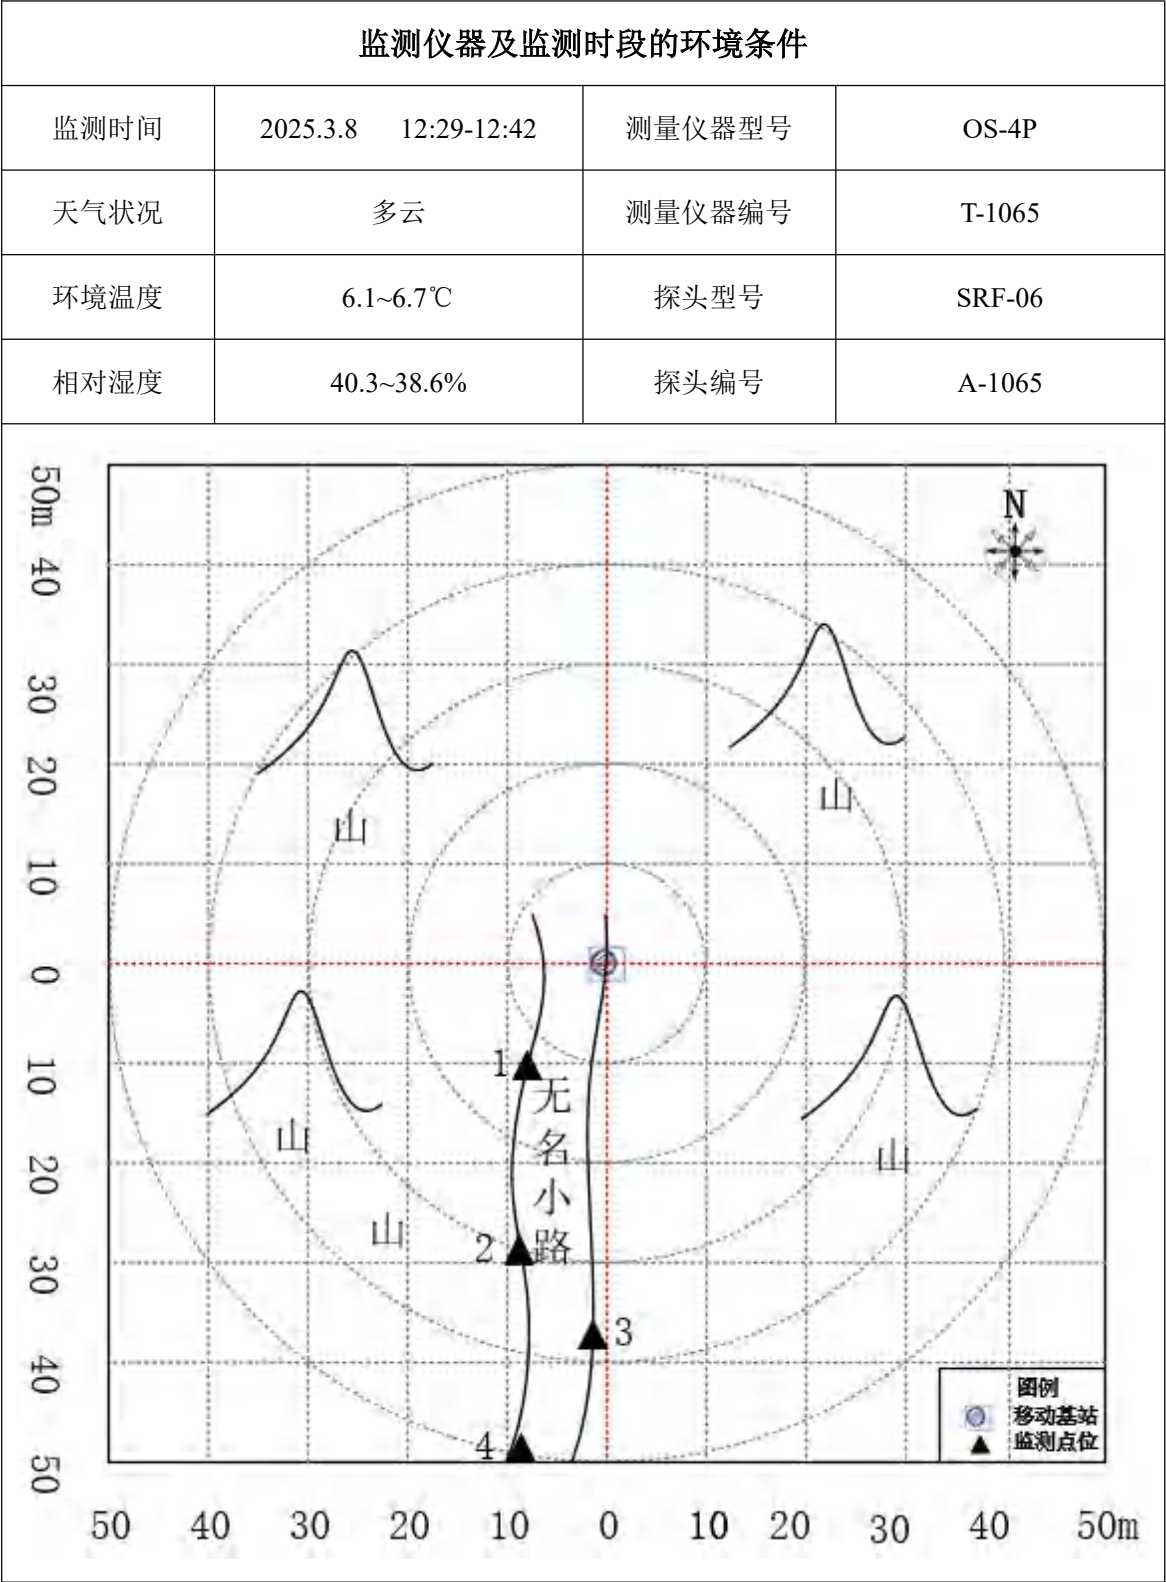 监测仪器及监测时段的环境条件
监测时间 2025.3.8 12:29-12:42 测量仪器型号 OS-4P
天气状况 多云 测量仪器编号 T-1065
环境温度 6.1~6.7℃ 探头型号 SRF-06
相对湿度 40.3~38.6% 探头编号 A-1065
50m
N
40
30
山
20
山
10
0
1
10
无
名
小
路
山
山
20
山
2
30
3
40
图例
移动基站
监测点位
4
50
50 40 30 20 10 0 10 20 30 40 50m